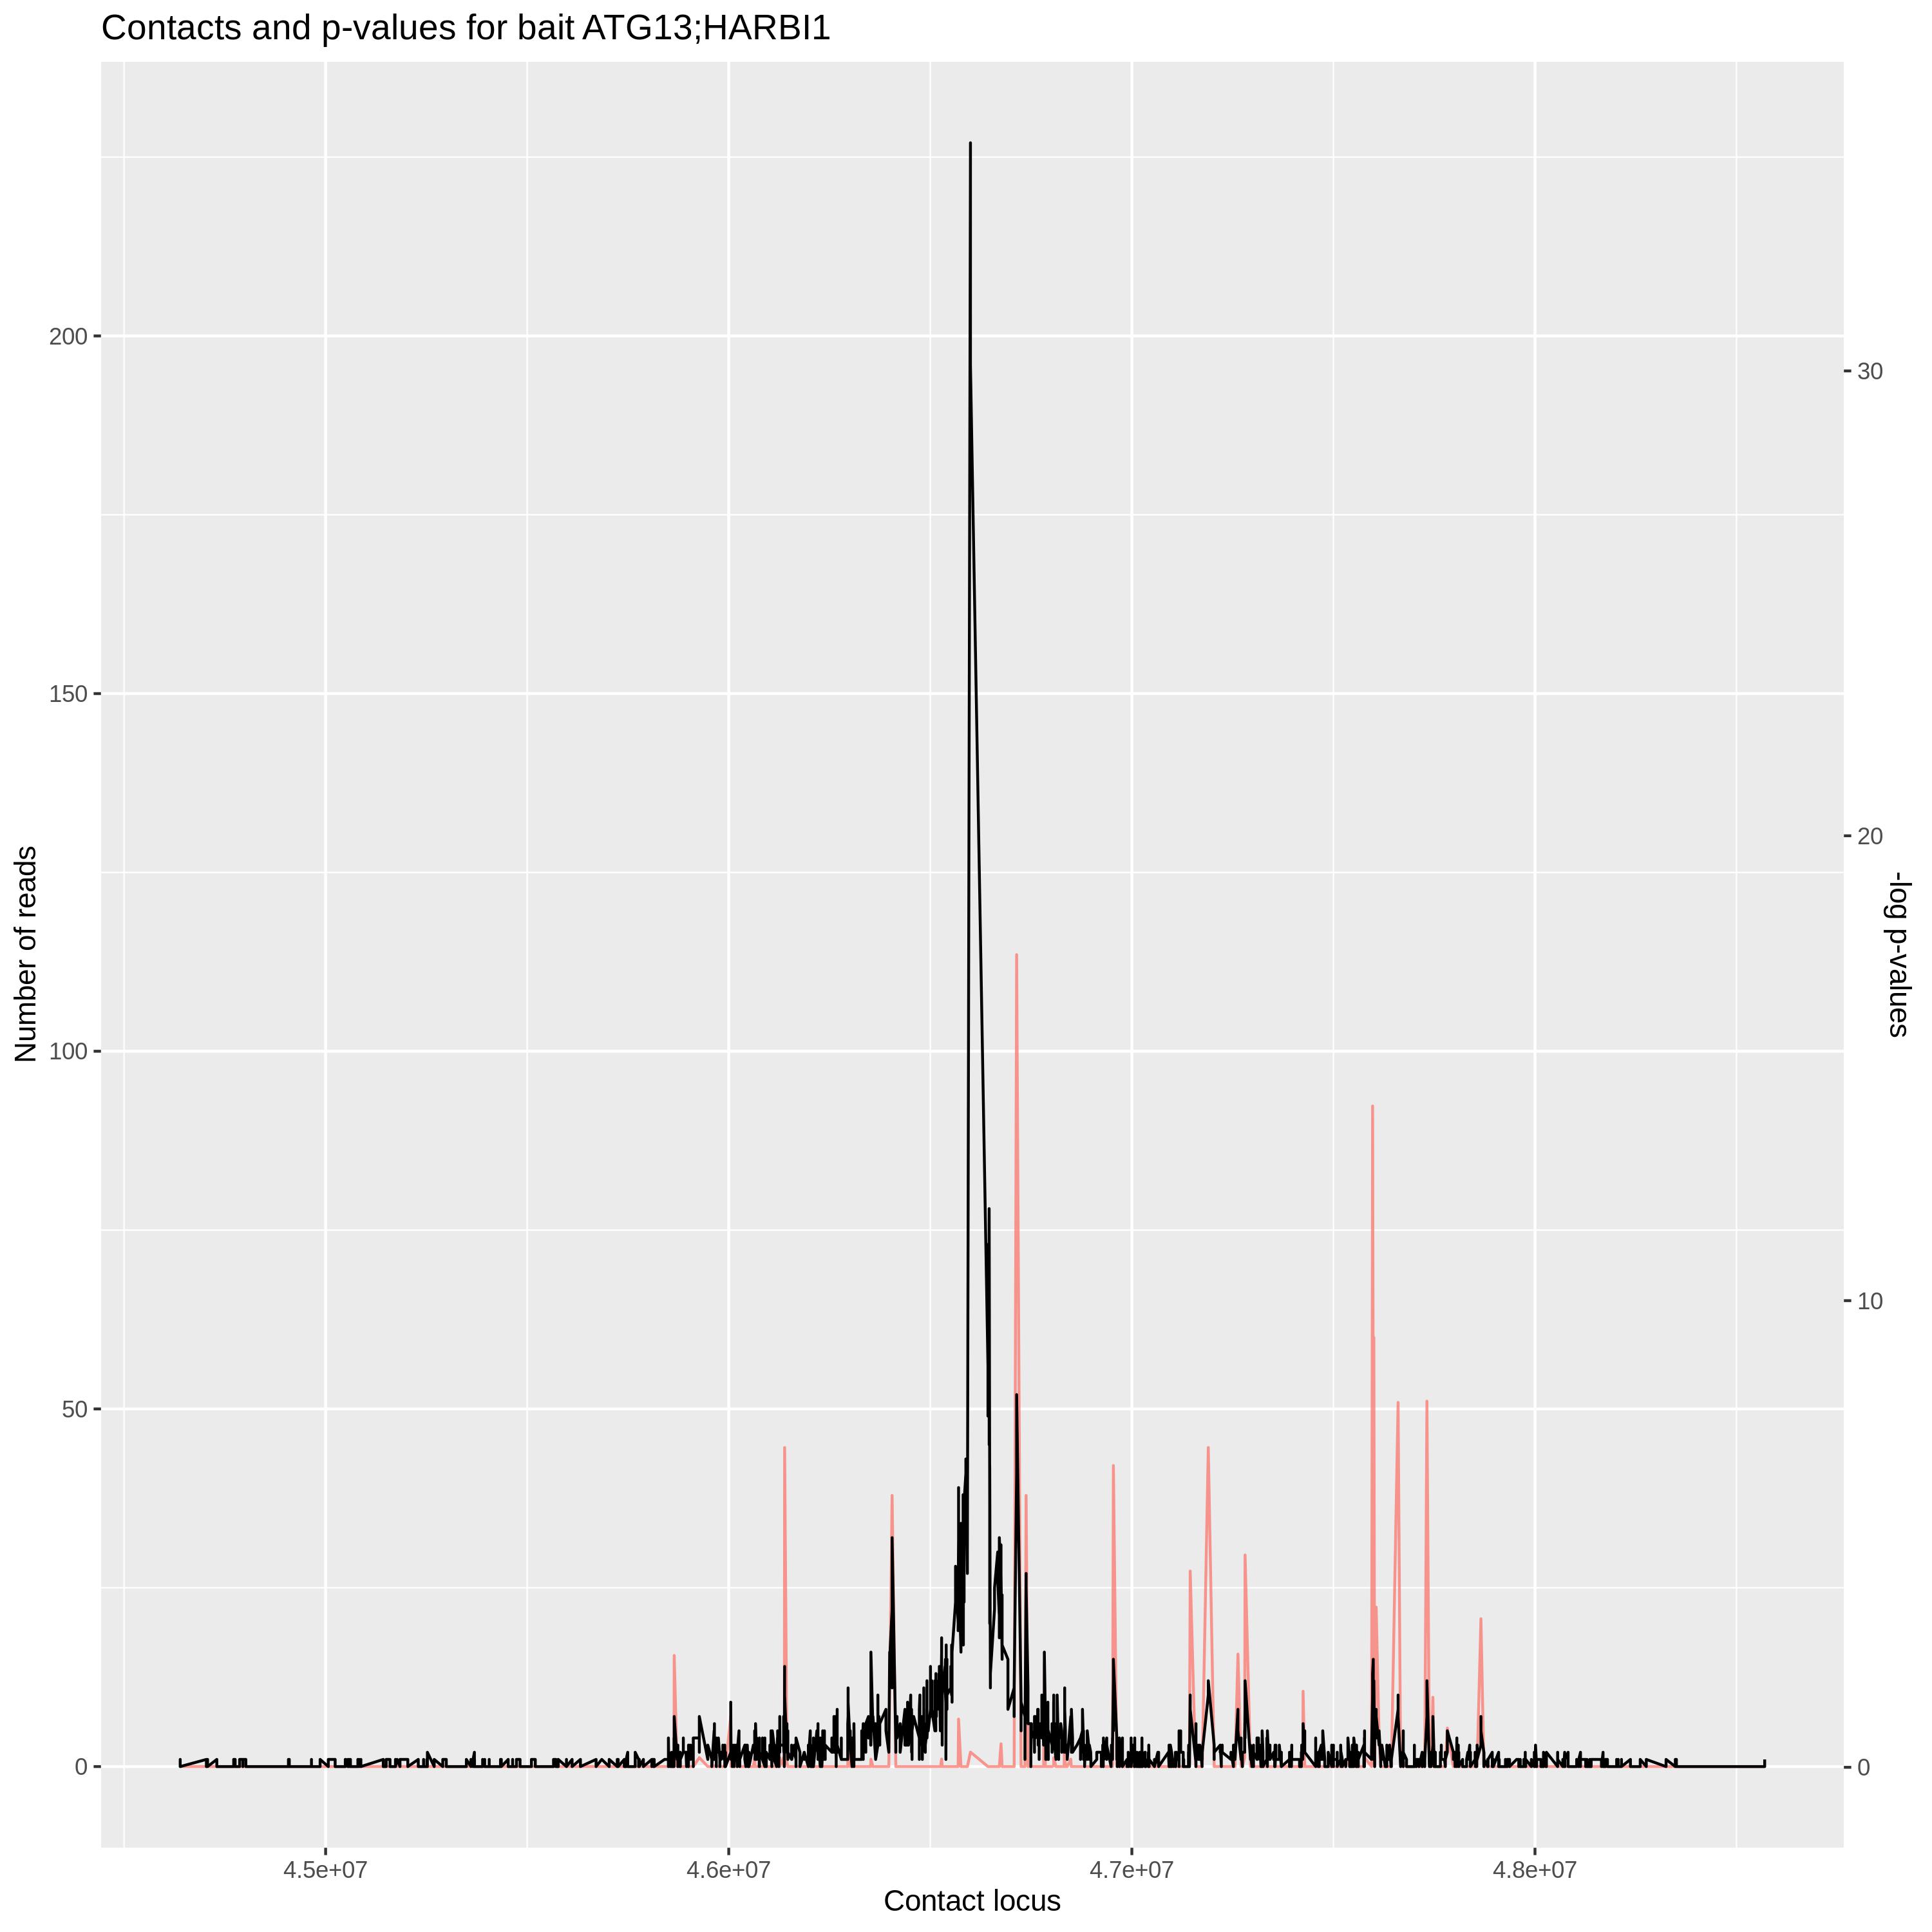 Contacts and p-values for bait ATG13;HARBI1
200
150
100
50
0
Number of reads
30
20
10
0
-log p-values
4.5e+07
4.6e+07
4.7e+07
4.8e+07
Contact locus